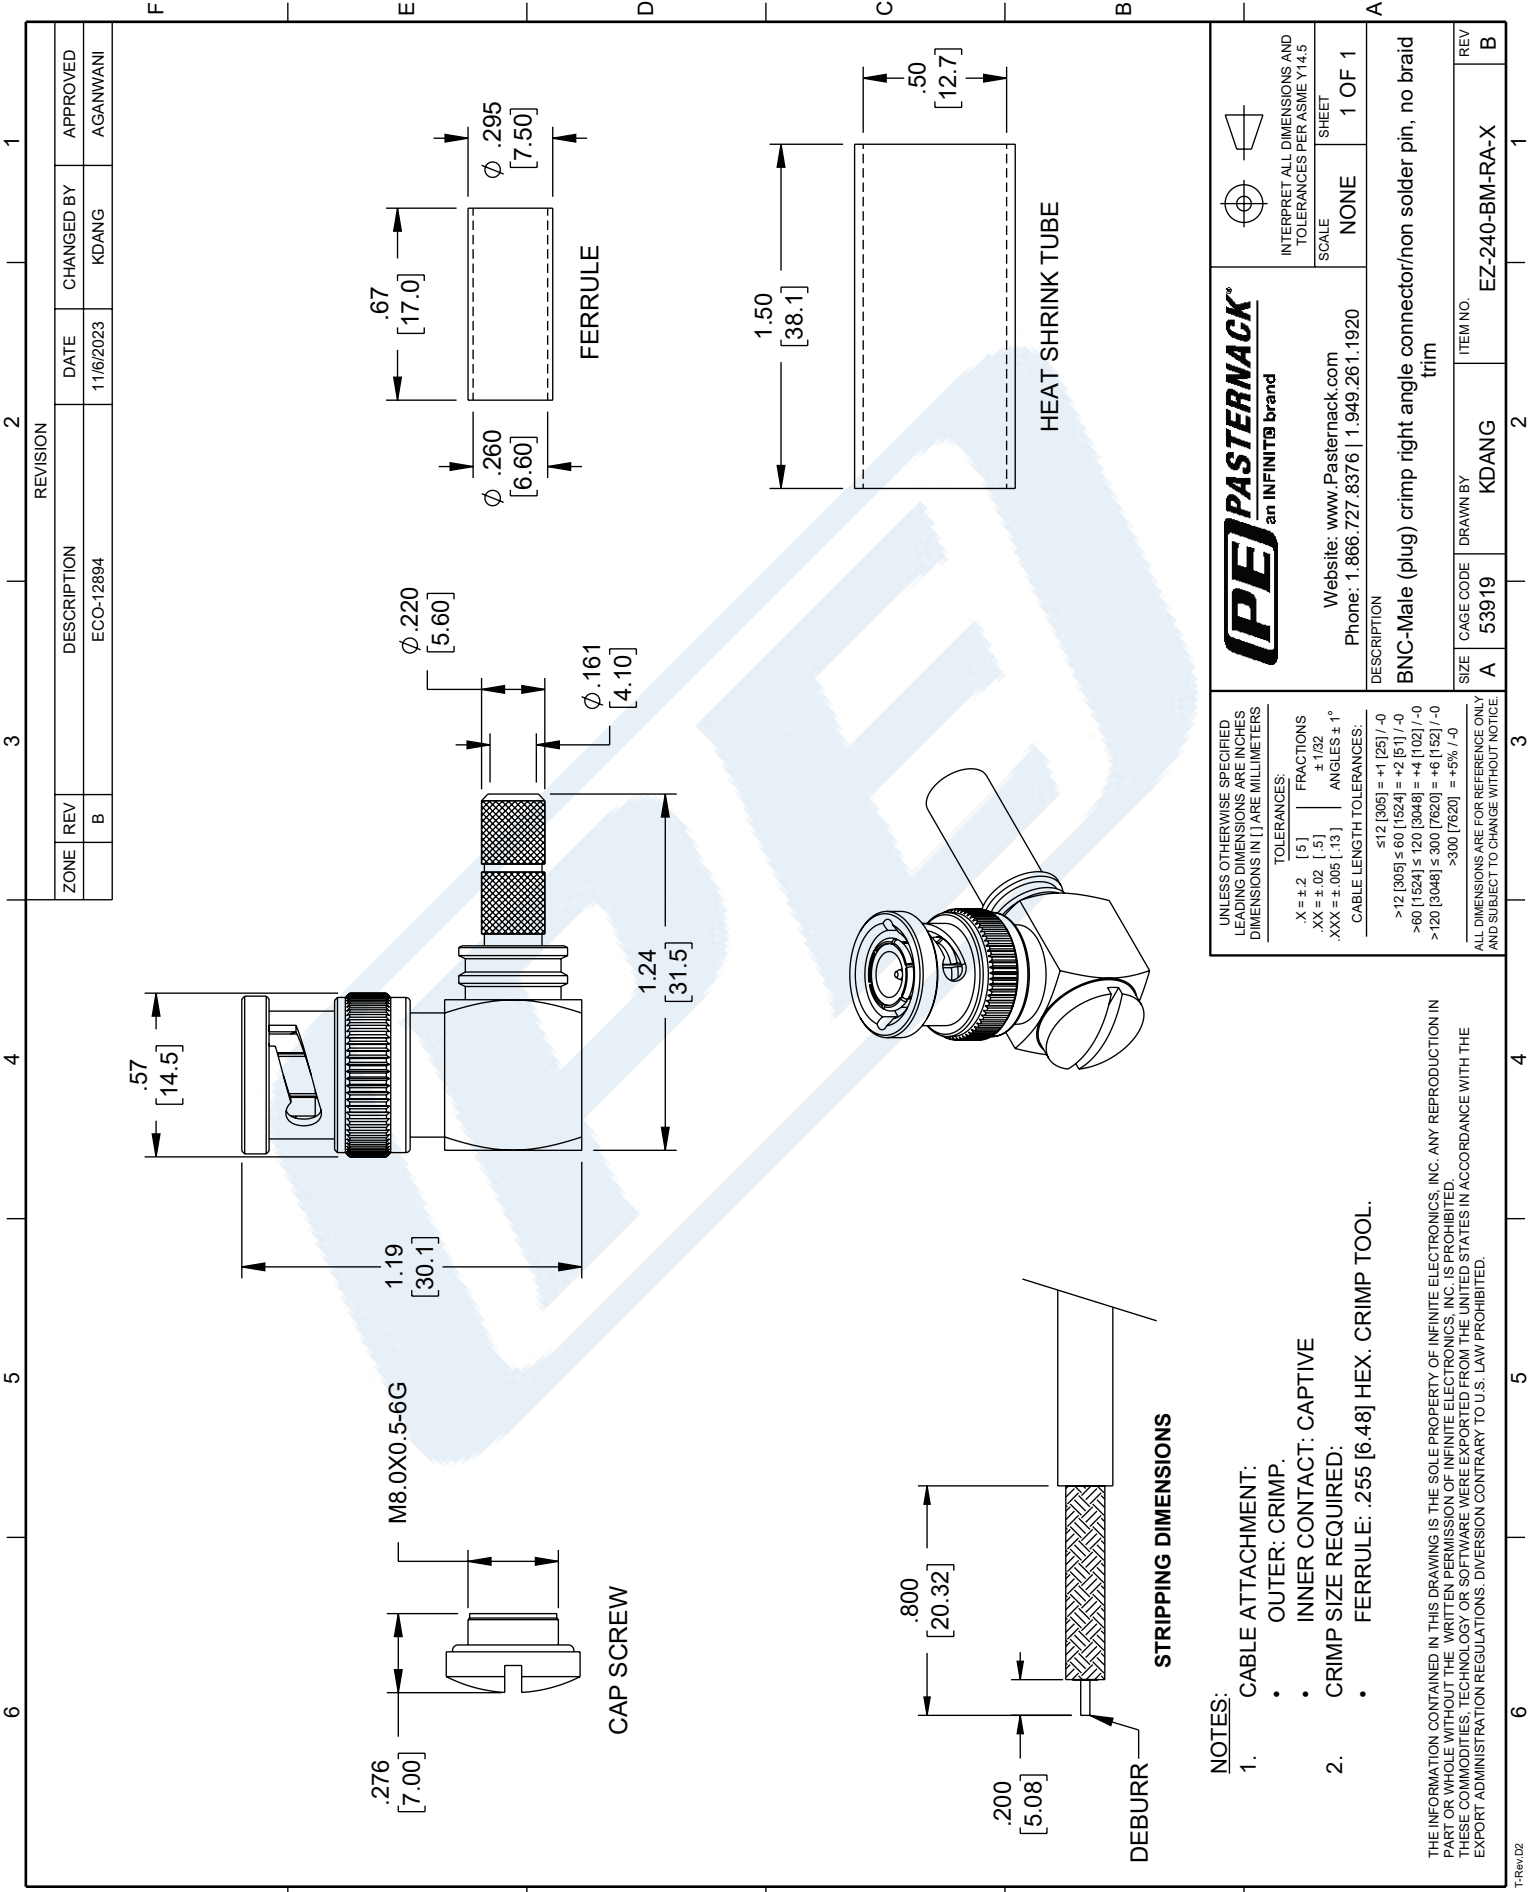 REVISION
ZONE REV DESCRIPTION DATE CHANGED BY APPROVED
B ECO-12894 11/6/2023 KDANG AGANWANI
6 5 4 3 2 1
F
E
D
C
B
A
.276
[7.00]
M8.0X0.5-6G
CAP SCREW
1.19
[30.1]
.57
[14.5]
1.24
[31.5]
Ø.220
[5.60]
Ø.161
[4.10]
.67
[17.0]
Ø .260
[6.60]
Ø .295
[7.50]
FERRULE
1.50
[38.1]
.50
[12.7]
HEAT SHRINK TUBE
.800
[20.32]
.200
[5.08]
DEBURR
STRIPPING DIMENSIONS
NOTES:
1. CABLE ATTACHMENT:
• OUTER: CRIMP.
• INNER CONTACT: CAPTIVE
2. CRIMP SIZE REQUIRED:
• FERRULE: .255 [6.48] HEX. CRIMP TOOL.
THE INFORMATION CONTAINED IN THIS DRAWING IS THE SOLE PROPERTY OF INFINITE ELECTRONICS, INC. ANY REPRODUCTION IN
PART OR WHOLE WITHOUT THE WRITTEN PERMISSION OF INFINITE ELECTRONICS, INC. IS PROHIBITED.
THESE COMMODITIES, TECHNOLOGY OR SOFTWARE WERE EXPORTED FROM THE UNITED STATES IN ACCORDANCE WITH THE
EXPORT ADMINISTRATION REGULATIONS. DIVERSION CONTRARY TO U.S. LAW PROHIBITED.
UNLESS OTHERWISE SPECIFIED
LEADING DIMENSIONS ARE INCHES
DIMENSIONS IN [ ] ARE MILLIMETERS
TOLERANCES:
.X = ±.2 [ 5 ] FRACTIONS
.XX = ±.02 [ .5] ± 1/32
.XXX = ±.005 [ .13 ] ANGLES ± 1°
CABLE LENGTH TOLERANCES:
≤12 [305] = +1 [25] / -0
>12 [305] ≤ 60 [1524] = +2 [51] / -0
>60 [1524] ≤ 120 [3048] = +4 [102] / -0
>120 [3048] ≤ 300 [7620] = +6 [152] / -0
>300 [7620] = +5% / -0
ALL DIMENSIONS ARE FOR REFERENCE ONLY
AND SUBJECT TO CHANGE WITHOUT NOTICE.
PE PASTERNACK®
an INFINITE brand
Website: www.Pasternack.com
Phone: 1.866.727.8376 | 1.949.261.1920
INTERPRET ALL DIMENSIONS AND
TOLERANCES PER ASME Y14.5
SCALE SHEET
NONE 1 OF 1
DESCRIPTION
BNC-Male (plug) crimp right angle connector/non solder pin, no braid
trim
SIZE CAGE CODE DRAWN BY ITEM NO. REV
A 53919 KDANG EZ-240-BM-RA-X B
6 5 4 3 2 1
T-Rev.D2
PE